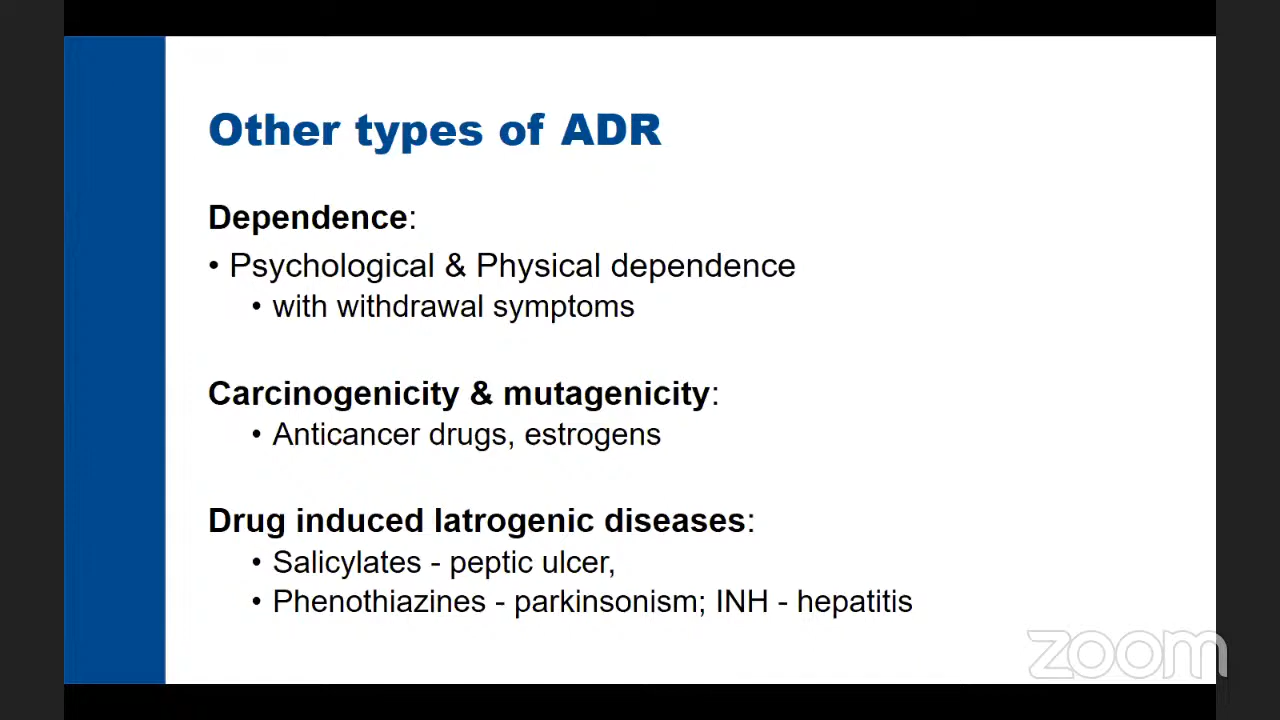 Other types of ADR
Dependence:
• Psychological & Physical dependence
• with withdrawal symptoms
Carcinogenicity & mutagenicity:
• Anticancer drugs, estrogens
Drug induced Iatrogenic diseases:
• Salicylates - peptic ulcer,
• Phenothiazines - parkinsonism; INH - hepatitis
zoom